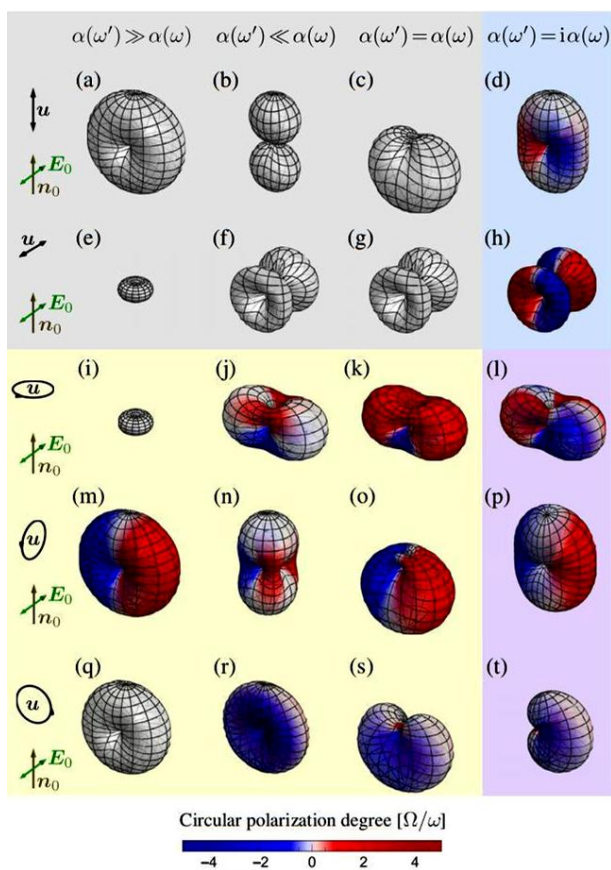 α(ω′) ≫ α(ω) α(ω′) ≪ α(ω) α(ω′) = α(ω) α(ω′) = iα(ω)
(a) (b) (c) (d)
u
E₀
n₀
(e) (f) (g) (h)
u
E₀
n₀
(i) (j) (k) (l)
u
E₀
n₀
(m) (n) (o) (p)
u
E₀
n₀
(q) (r) (s) (t)
u
E₀
n₀
Circular polarization degree [Ω/ω]
−4 −2 0 2 4